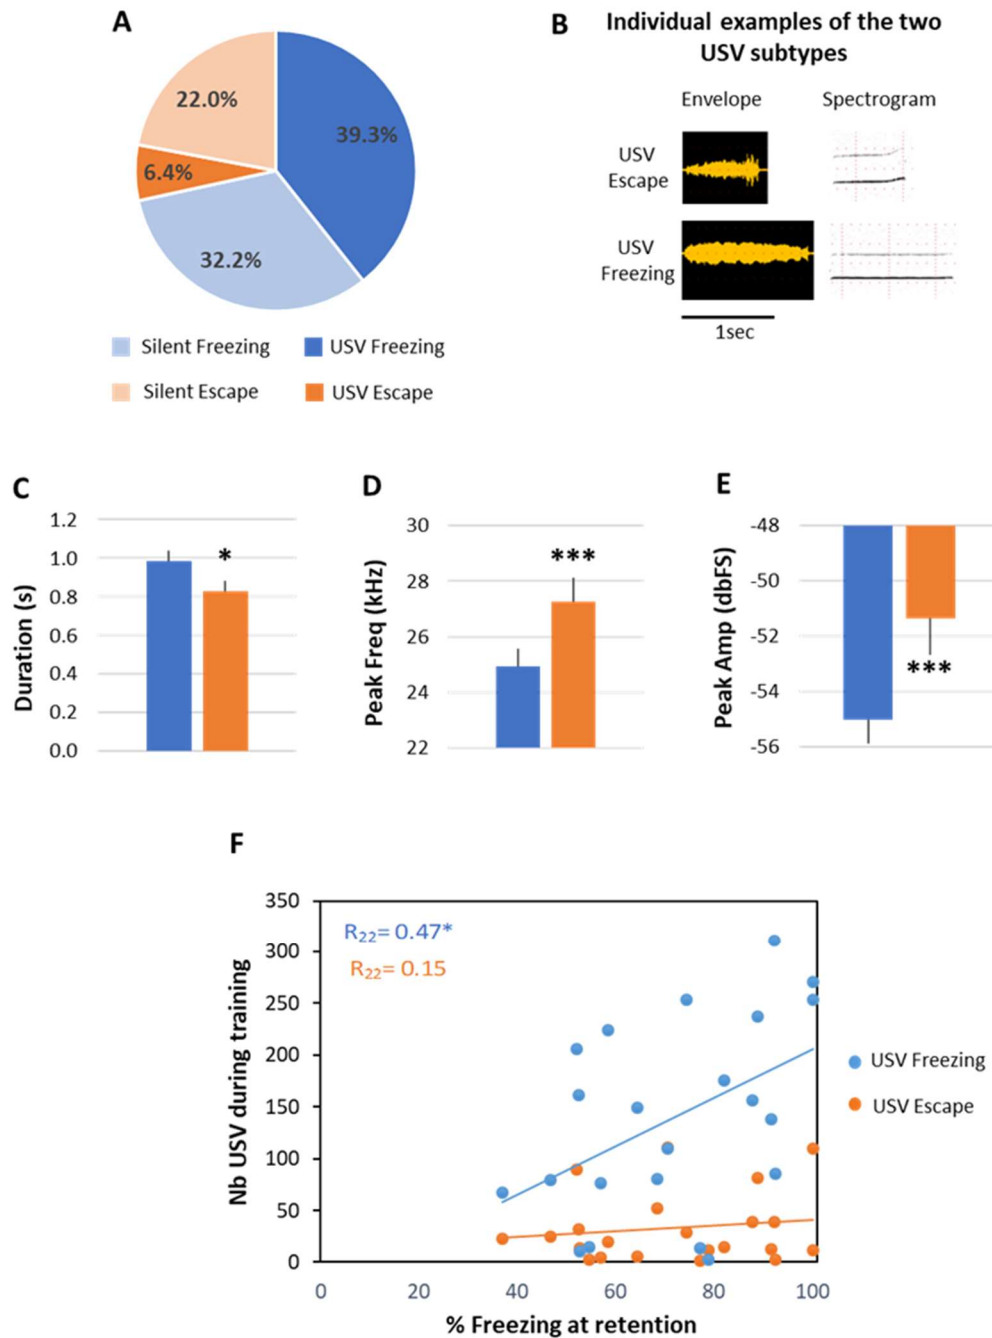 A
22.0%
39.3%
6.4%
32.2%
Silent Freezing
USV Freezing
Silent Escape
USV Escape
B
Individual examples of the two
USV subtypes
Envelope
Spectrogram
USV
Escape
USV
Freezing
1sec
C
Duration (s)
1.2
1.0
0.8
0.6
0.4
0.2
0.0
*
D
Peak Freq (kHz)
30
28
26
24
22
***
E
Peak Amp (dbFS)
-48
-50
-52
-54
-56
***
F
Nb USV during training
350
300
250
200
150
100
50
0
R22= 0.47*
R22= 0.15
0
20
40
60
80
100
% Freezing at retention
USV Freezing
USV Escape